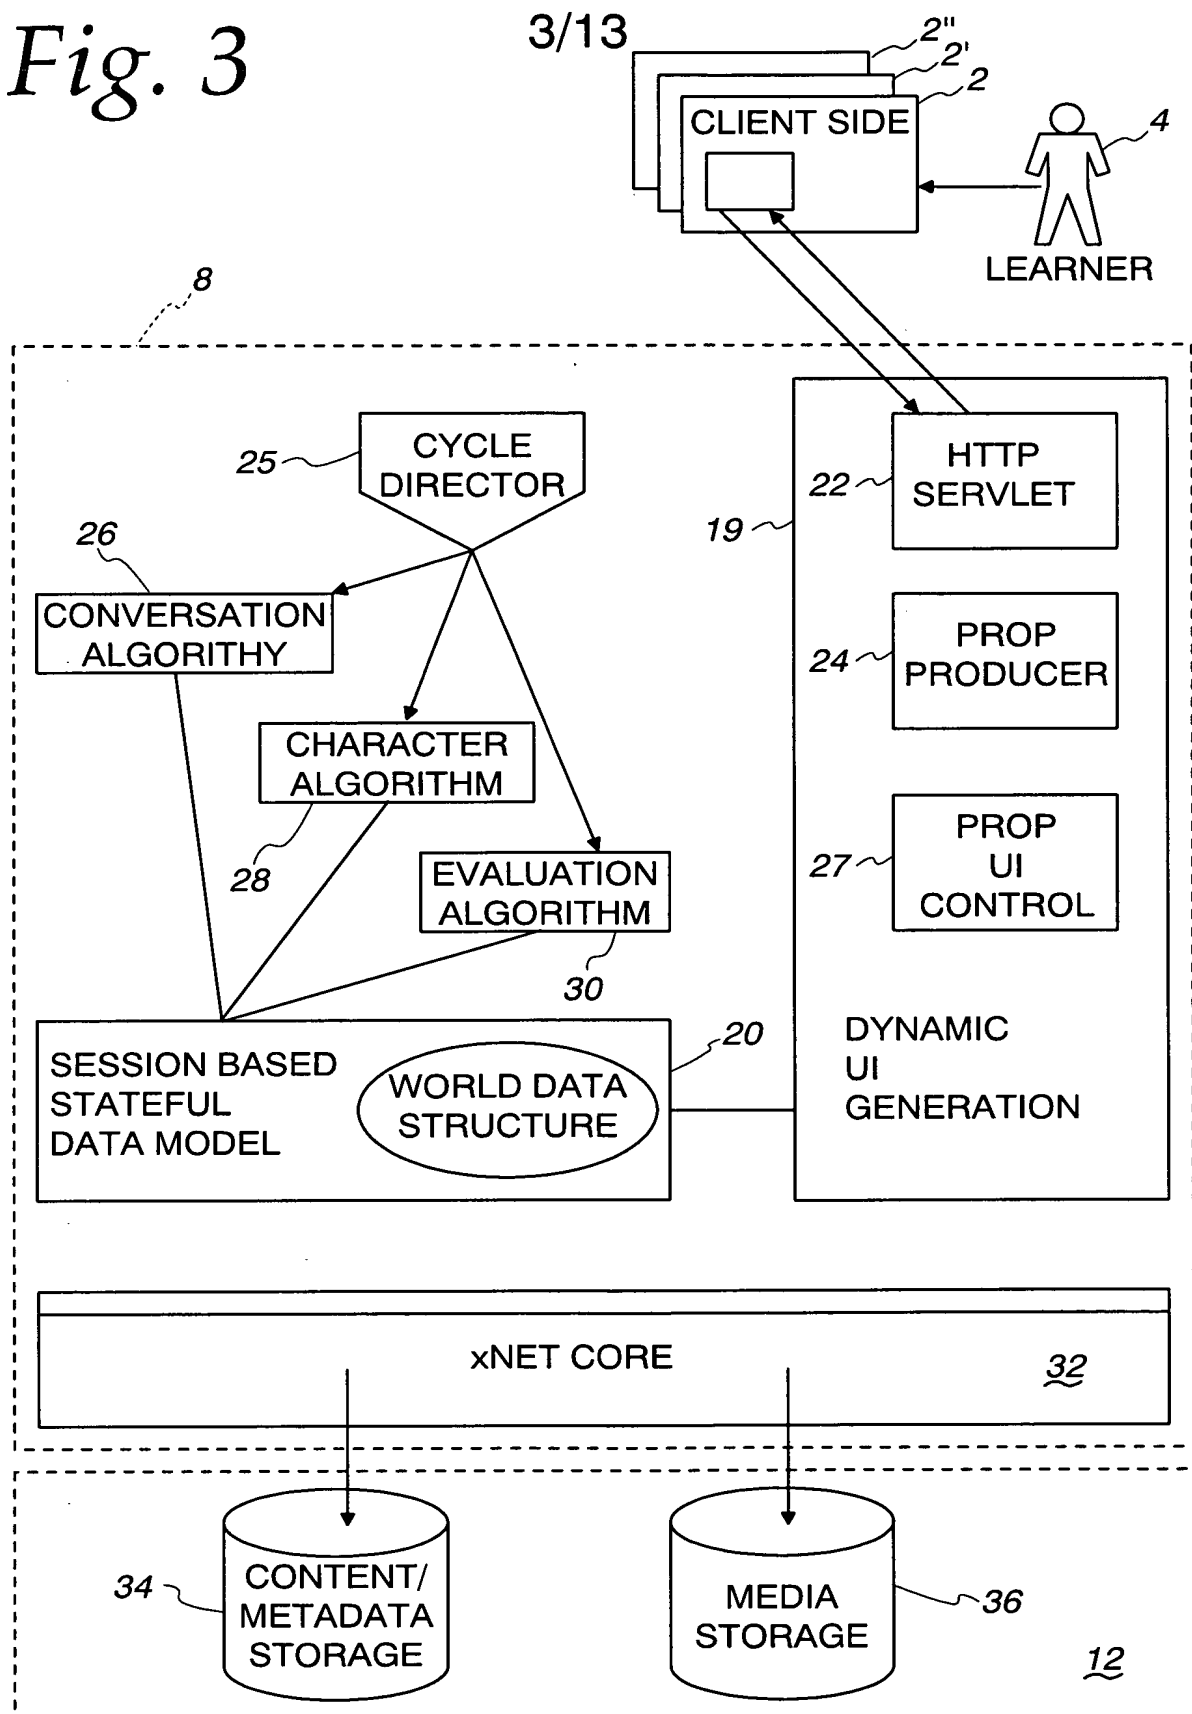 Fig. 3
3/13
2"
2'
2
CLIENT SIDE
4
LEARNER
8
25
CYCLE
DIRECTOR
HTTP
SERVLET
22
19
26
CONVERSATION
ALGORITHY
PROP
PRODUCER
24
CHARACTER
ALGORITHM
28
PROP
UI
CONTROL
27
EVALUATION
ALGORITHM
30
SESSION BASED
STATEFUL
DATA MODEL
WORLD DATA
STRUCTURE
20
DYNAMIC
UI
GENERATION
xNET CORE
32
34
CONTENT/
METADATA
STORAGE
MEDIA
STORAGE
36
12